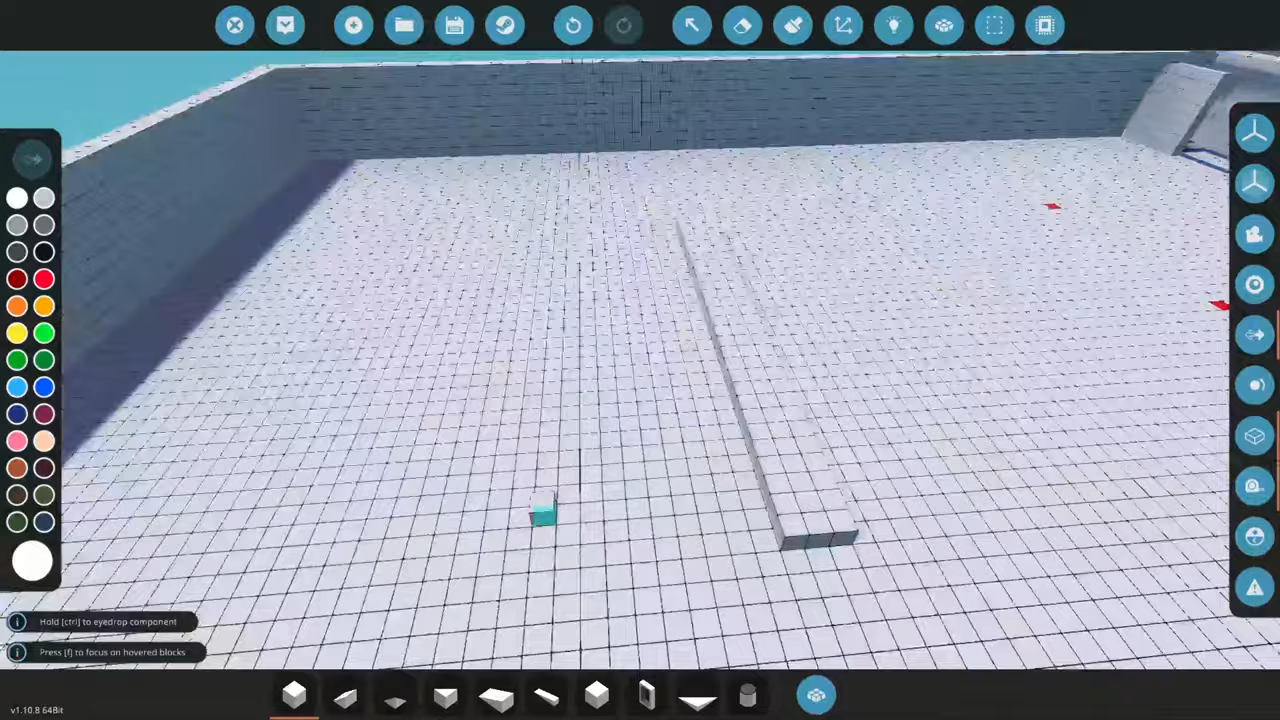 Hold [ctrl] to eyedrop component
Press [f] to focus on hovered blocks
v1.10.8 64Bit